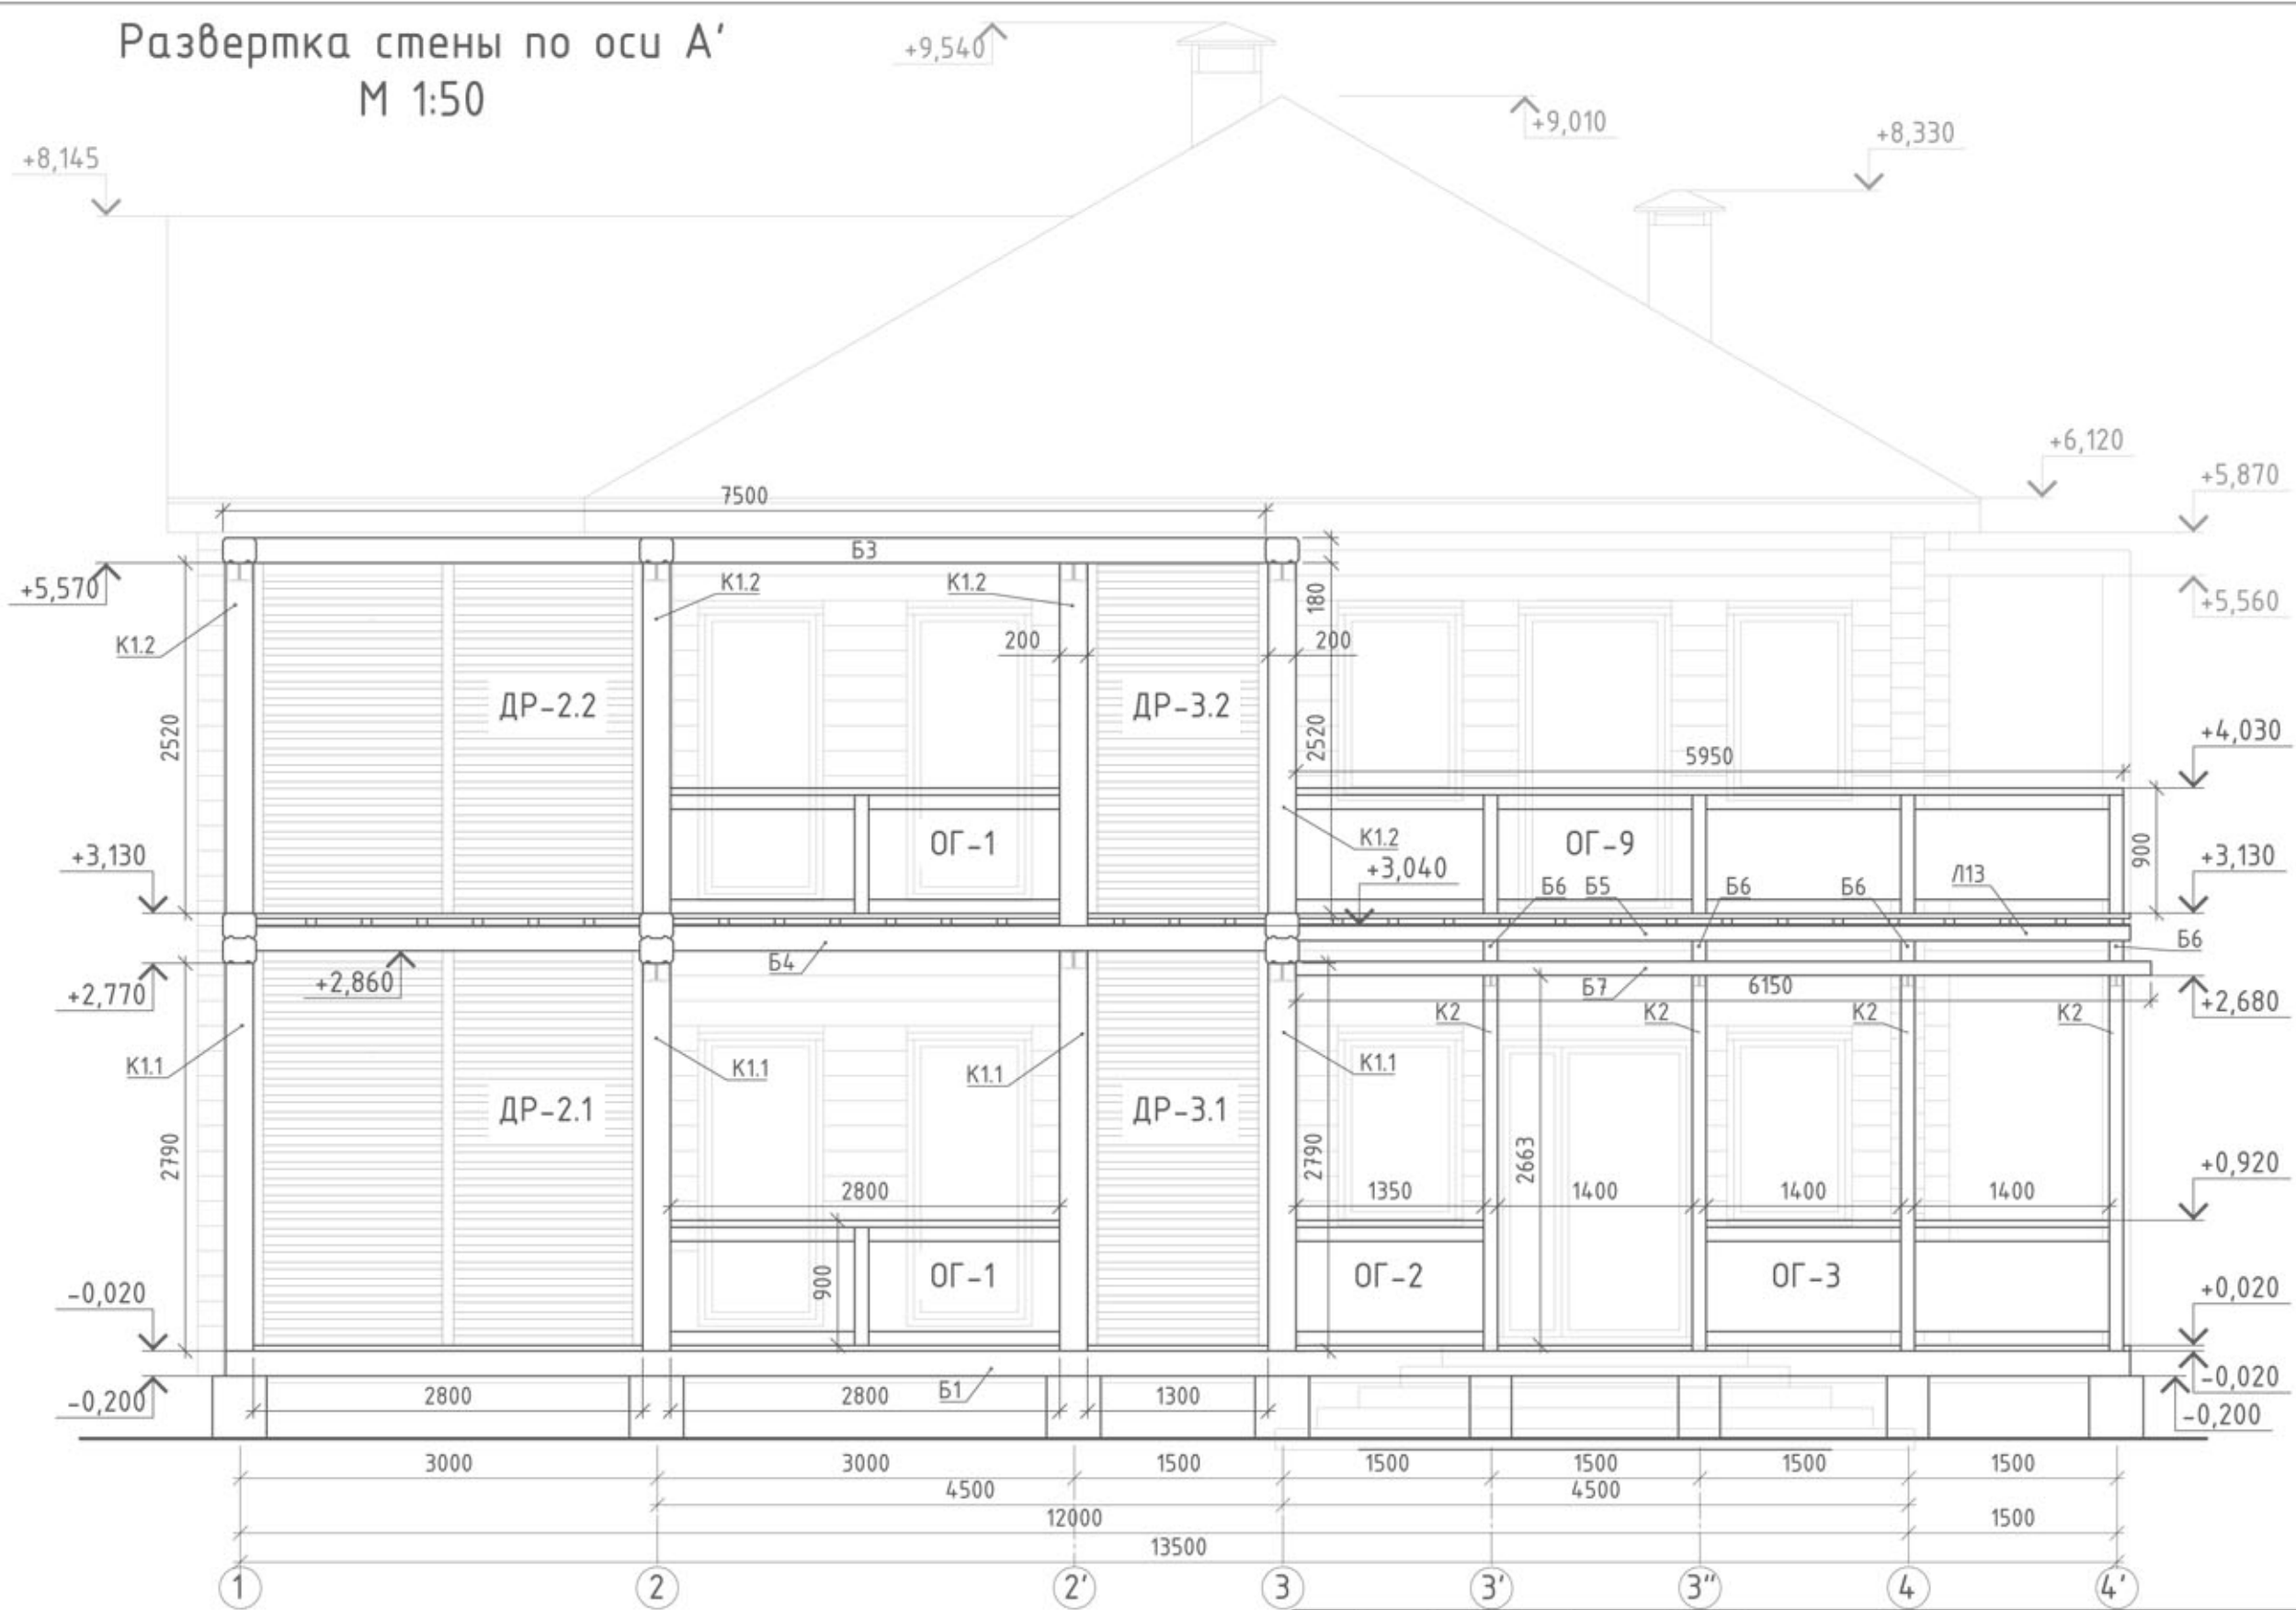 Развертка стены по оси А'
М 1:50
+9,540
+9,010
+8,330
+8,145
+6,120
+5,870
7500
Б3
+5,570
К1.2
К1.2
К1.2
180
+5,560
200
200
2520
ДР-2.2
ДР-3.2
2520
5950
+4,030
ОГ-1
К1.2
ОГ-9
900
+3,130
+3,040
Б6
Б5
Б6
Б6
Л13
+3,130
Б4
Б6
+2,770
+2,860
Б7
6150
+2,680
К2
К2
К2
К2
К1.1
К1.1
К1.1
К1.1
ДР-2.1
ДР-3.1
2790
2790
2663
+0,920
2800
1350
1400
1400
1400
900
ОГ-1
ОГ-2
ОГ-3
-0,020
+0,020
-0,020
-0,200
2800
2800
Б1
1300
-0,200
3000
3000
1500
1500
1500
1500
1500
4500
4500
12000
1500
13500
1
2
2'
3
3'
3"
4
4'